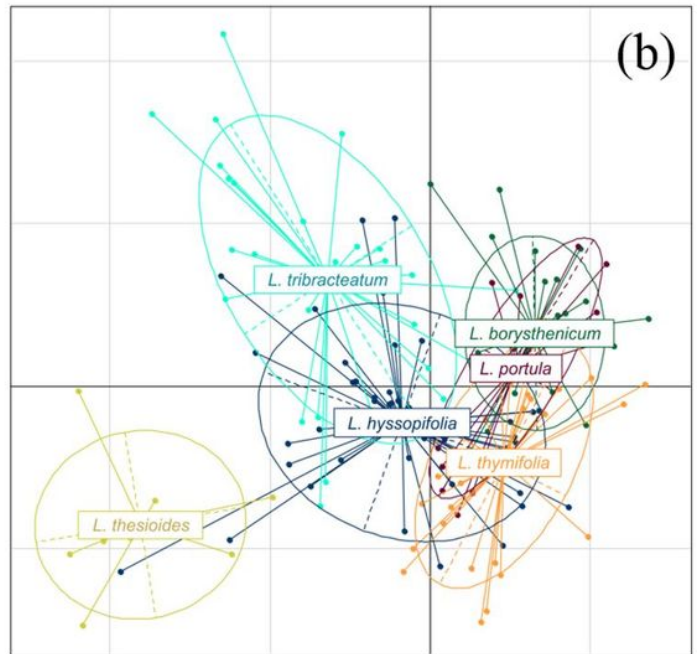 (b)
L. tribracteatum
L. borysthenicum
L. portula
L. hyssopifolia
L. thymifolia
L. thesioides